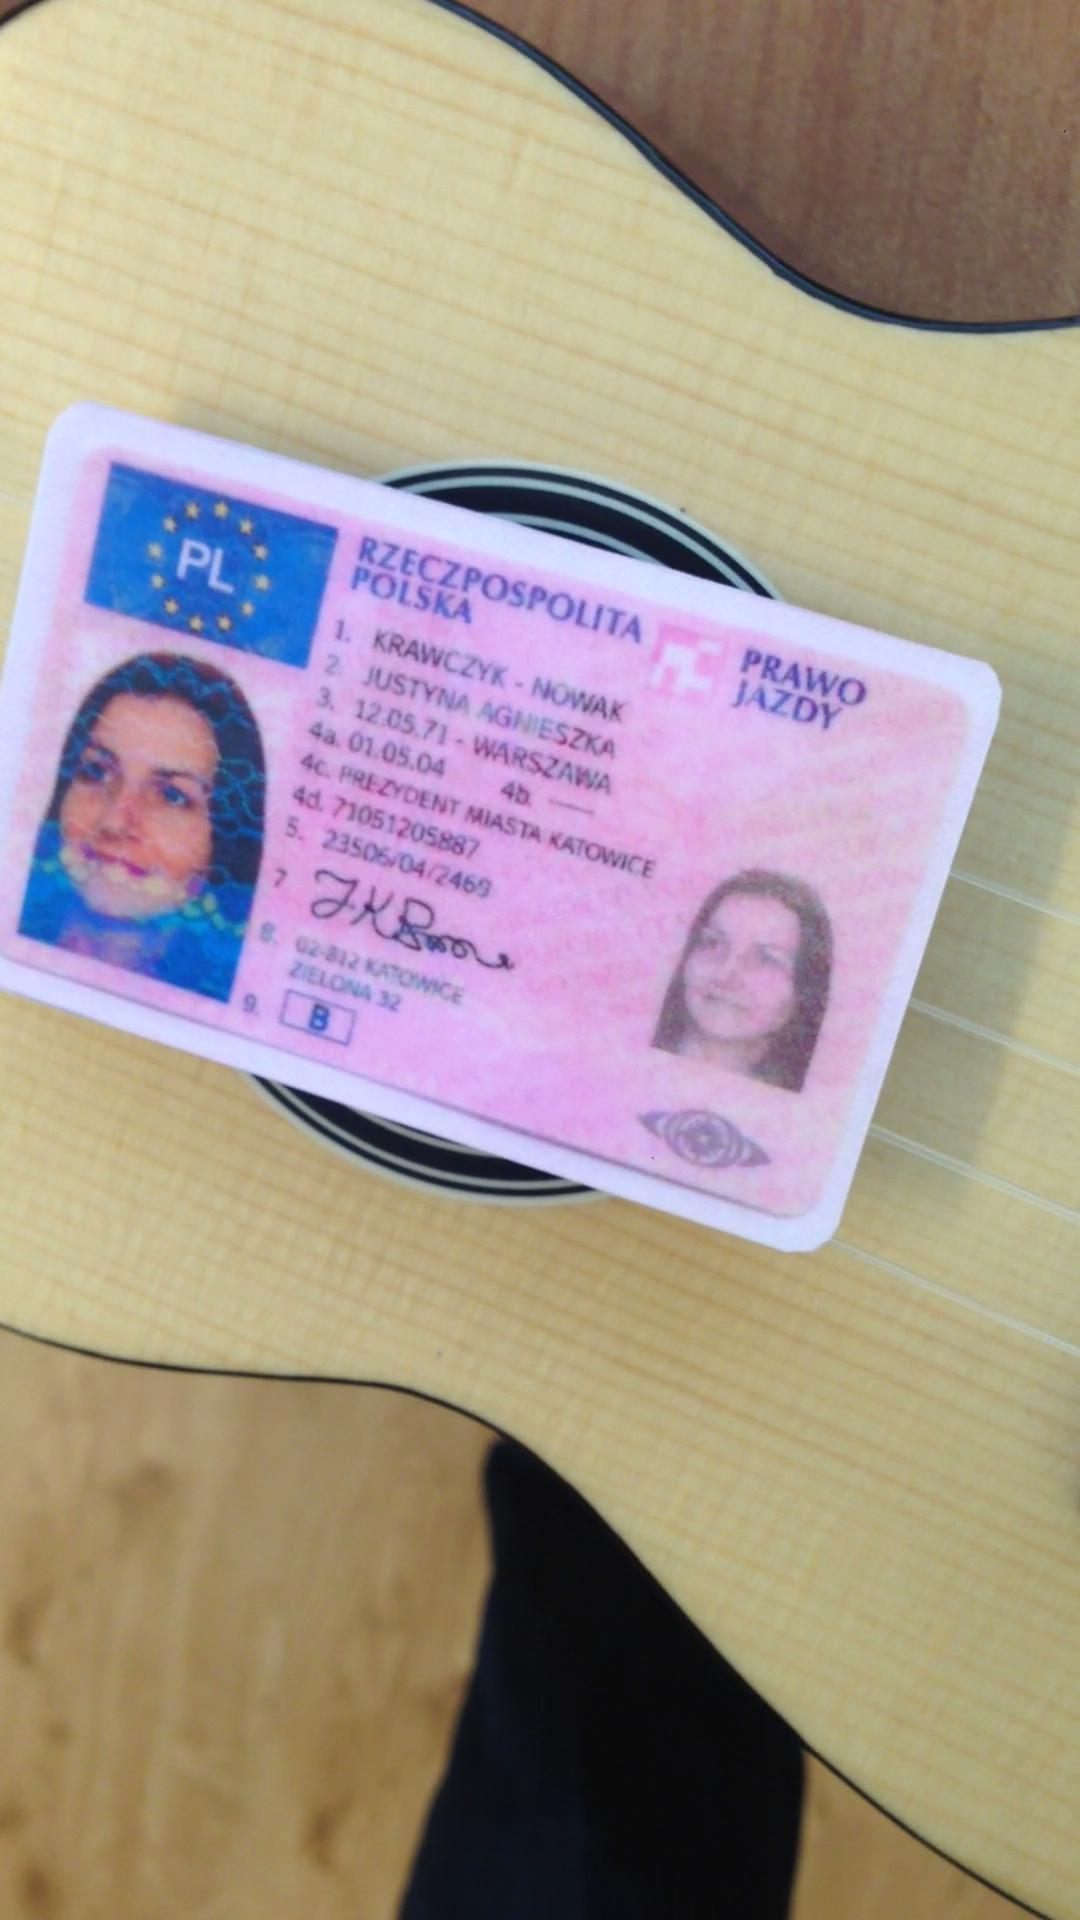 PL
RZECZPOSPOLITA
POLSKA
PRAWO
JAZDY
1. KRAWCZYK - NOWAK
2. JUSTYNA AGNIESZKA
3. 12.05.71 - WARSZAWA
4a. 01.05.04 4b. ——
4c. PREZYDENT MIASTA KATOWICE
4d. 71051205887
5. 23506/04/2469
7
8. 02-812 KATOWICE
ZIELONA 32
9. B